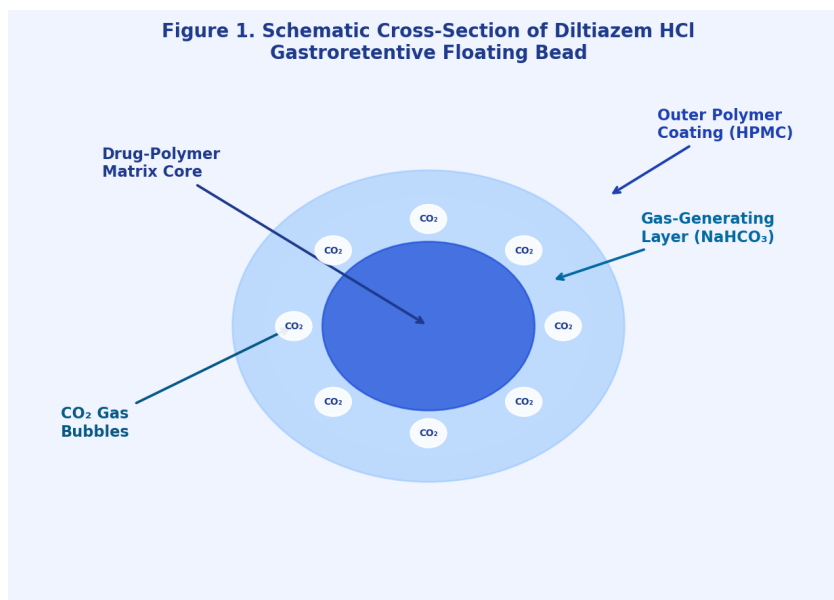 Figure 1. Schematic Cross-Section of Diltiazem HCl
Gastroretentive Floating Bead
Outer Polymer
Coating (HPMC)
Drug-Polymer
Matrix Core
Gas-Generating
Layer (NaHCO₃)
CO₂
CO₂
CO₂
CO₂
CO₂
CO₂
CO₂
CO₂
CO₂ Gas
Bubbles